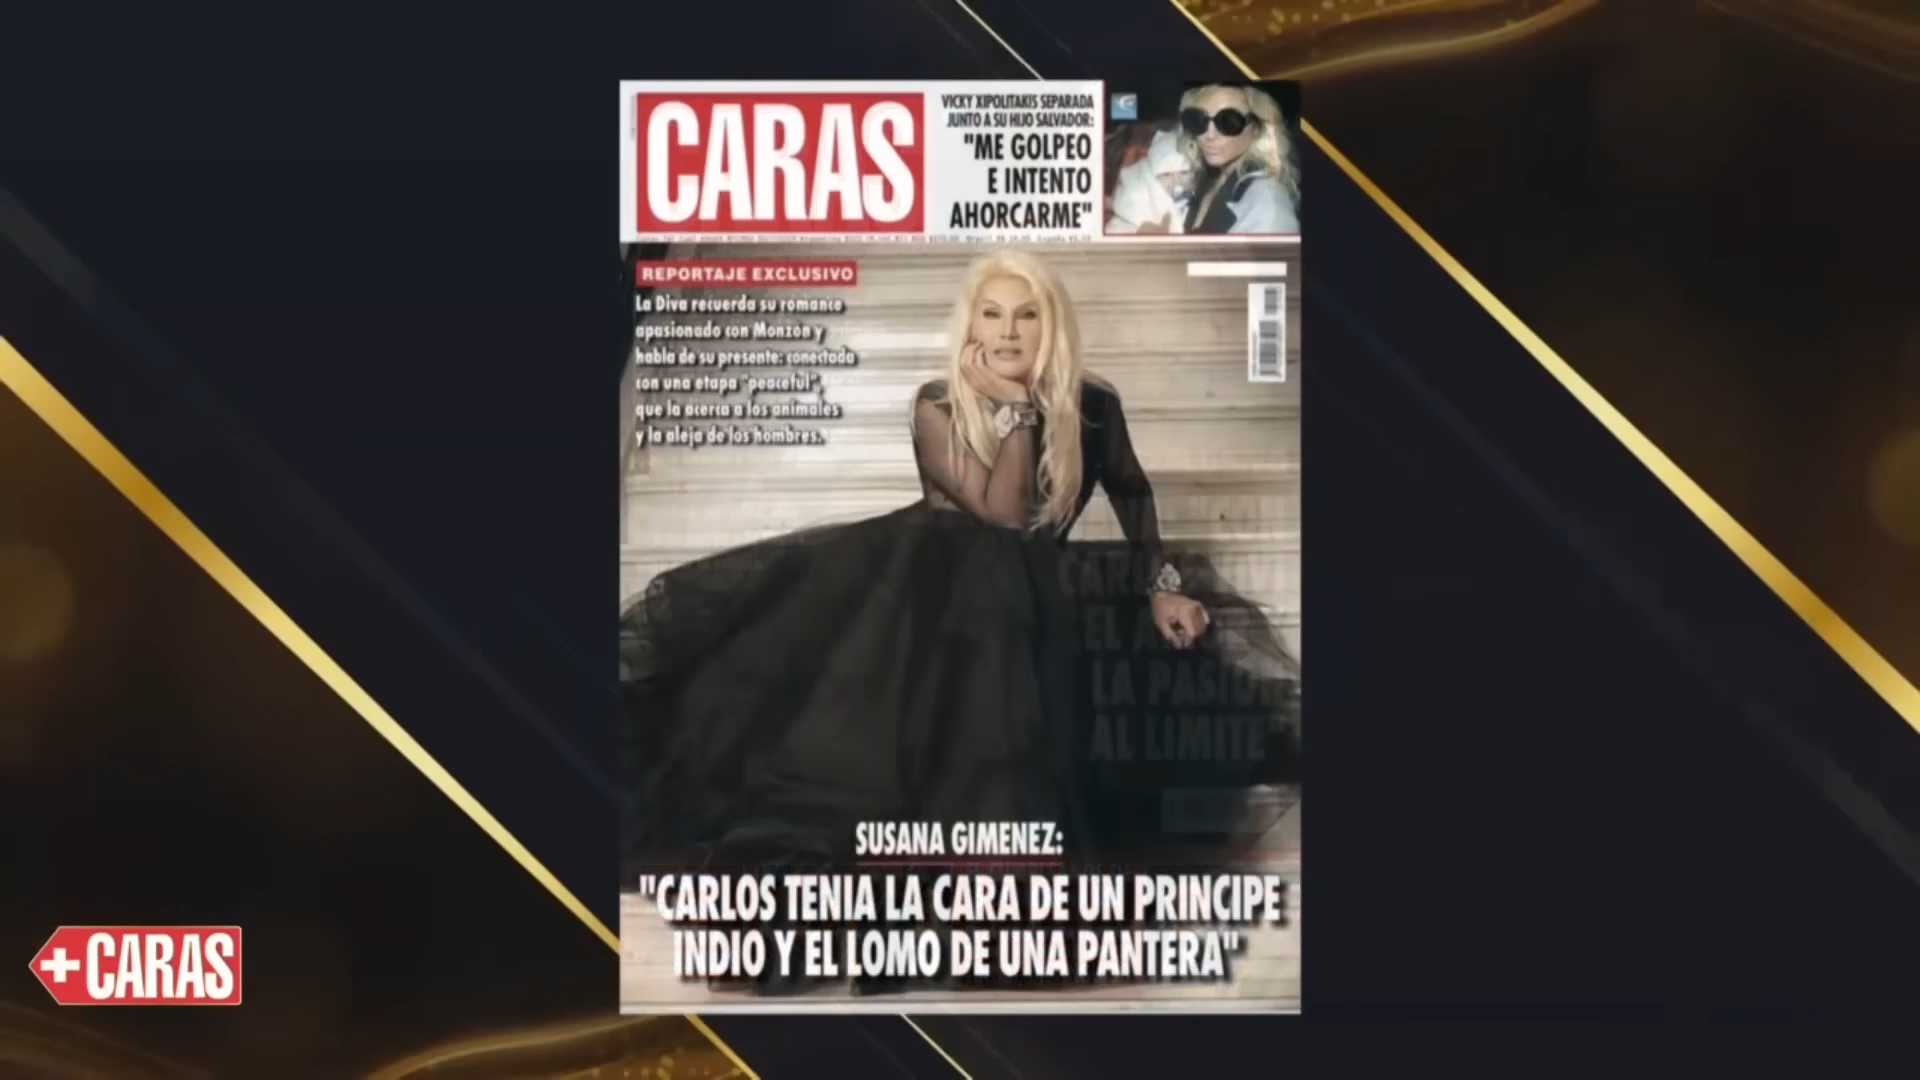 CARAS
VICKY XIPOLITAKIS SEPARADA
JUNTO A SU HIJO SALVADOR:
"ME GOLPEO
E INTENTO
AHORCARME"
REPORTAJE EXCLUSIVO
La Diva recuerda su romance
apasionado con Monzón y
habla de su presente: conectada
con una etapa "peaceful",
que la acerca a los animales
y la aleja de los hombres.
EL
LA
AL LIMITE"
SUSANA GIMENEZ:
"CARLOS TENIA LA CARA DE UN PRINCIPE
INDIO Y EL LOMO DE UNA PANTERA"
+CARAS